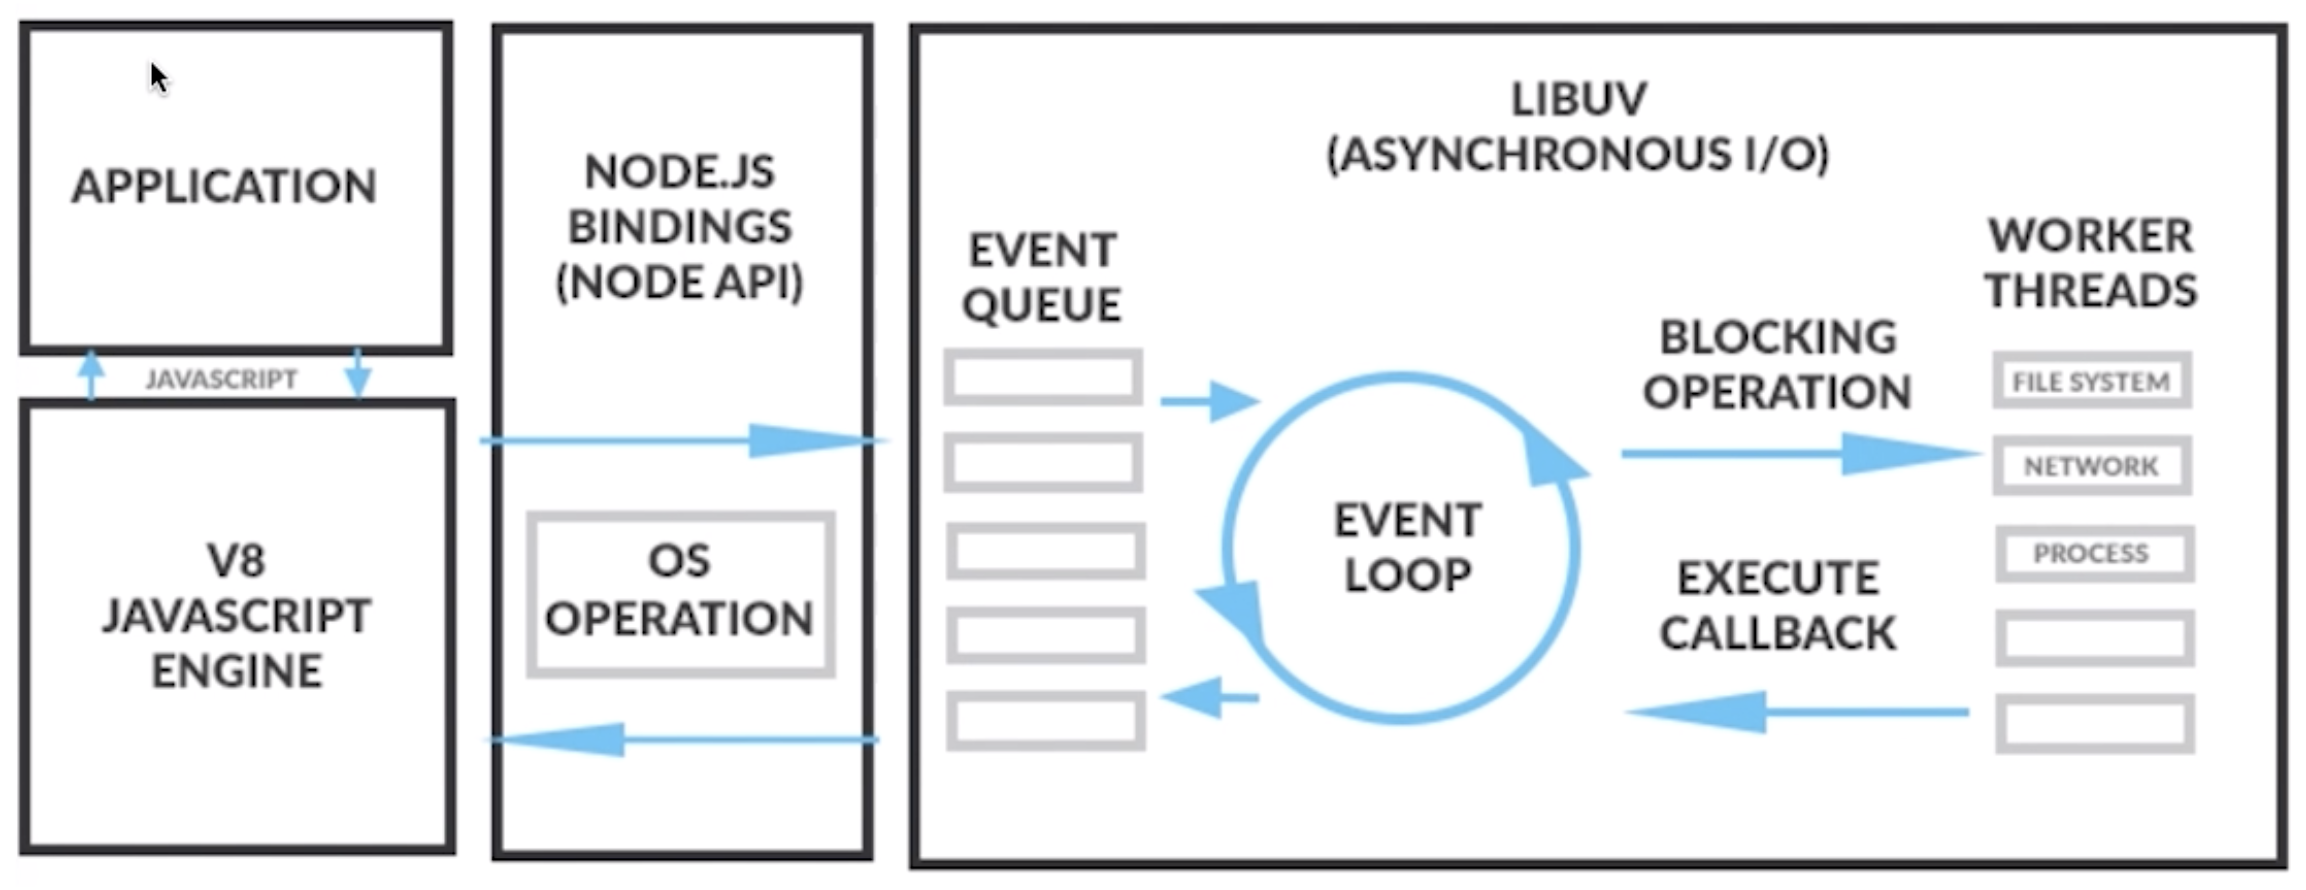 APPLICATION
JAVASCRIPT
V8
JAVASCRIPT
ENGINE
NODE.JS
BINDINGS
(NODE API)
OS
OPERATION
LIBUV
(ASYNCHRONOUS I/O)
EVENT
QUEUE
EVENT
LOOP
BLOCKING
OPERATION
EXECUTE
CALLBACK
WORKER
THREADS
FILE SYSTEM
NETWORK
PROCESS